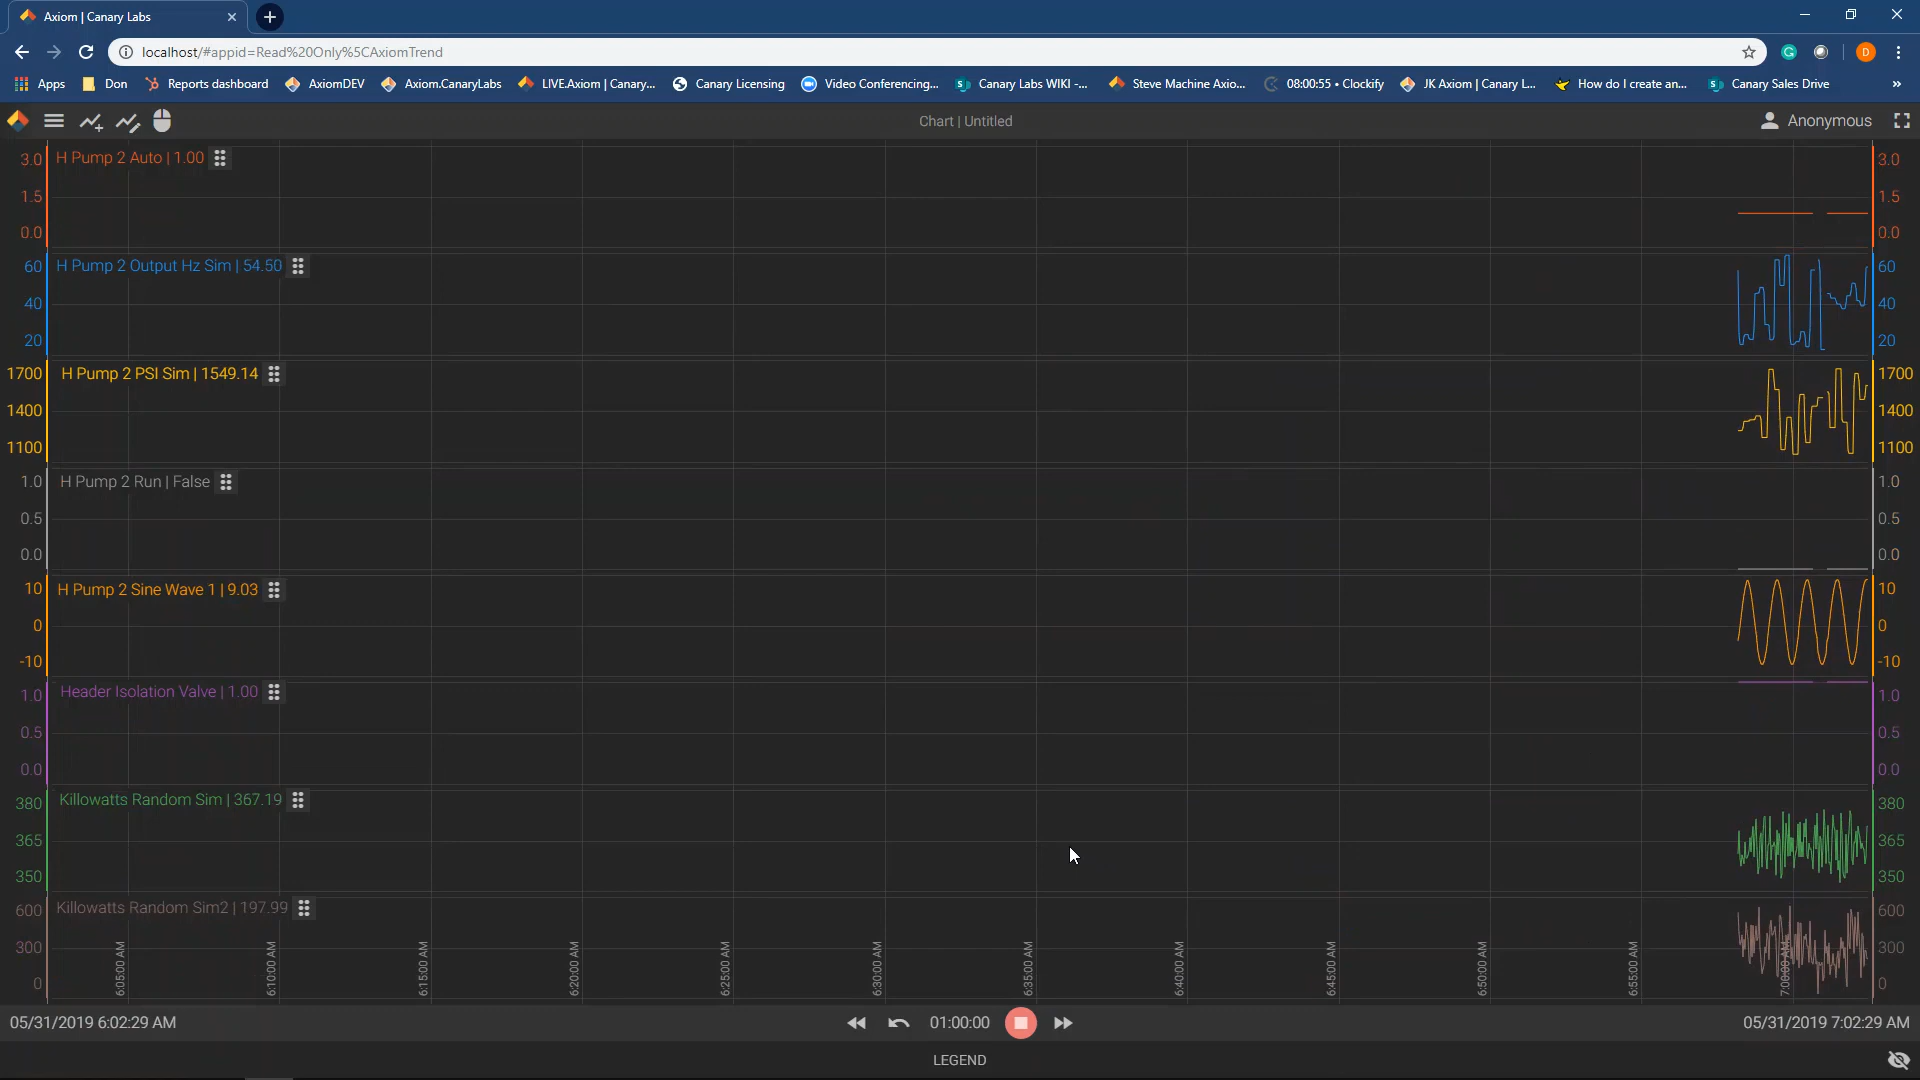 Axiom | Canary Labs
localhost/#appid=Read%20Only%5CAxiomTrend
G
D
Apps
Don
Reports dashboard
AxiomDEV
Axiom.CanaryLabs
LIVE.Axiom | Canary...
Canary Licensing
Video Conferencing...
Canary Labs WIKI -...
Steve Machine Axio...
08:00:55 • Clockify
JK Axiom | Canary L...
How do I create an...
Canary Sales Drive
»
Chart | Untitled
Anonymous
3.0 H Pump 2 Auto | 1.00 3.0
1.5 1.5
0.0 0.0
60 H Pump 2 Output Hz Sim | 54.50 60
40 40
20 20
1700 H Pump 2 PSI Sim | 1549.14 1700
1400 1400
1100 1100
1.0 H Pump 2 Run | False 1.0
0.5 0.5
0.0 0.0
10 H Pump 2 Sine Wave 1 | 9.03 10
0 0
-10 -10
1.0 Header Isolation Valve | 1.00 1.0
0.5 0.5
0.0 0.0
380 Killowatts Random Sim | 367.19 380
365 365
350 350
600 Killowatts Random Sim2 | 197.99 600
300 300
0 0
6:05:00 AM
6:10:00 AM
6:15:00 AM
6:20:00 AM
6:25:00 AM
6:30:00 AM
6:35:00 AM
6:40:00 AM
6:45:00 AM
6:50:00 AM
6:55:00 AM
7:00:00 AM
05/31/2019 6:02:29 AM
01:00:00
05/31/2019 7:02:29 AM
LEGEND